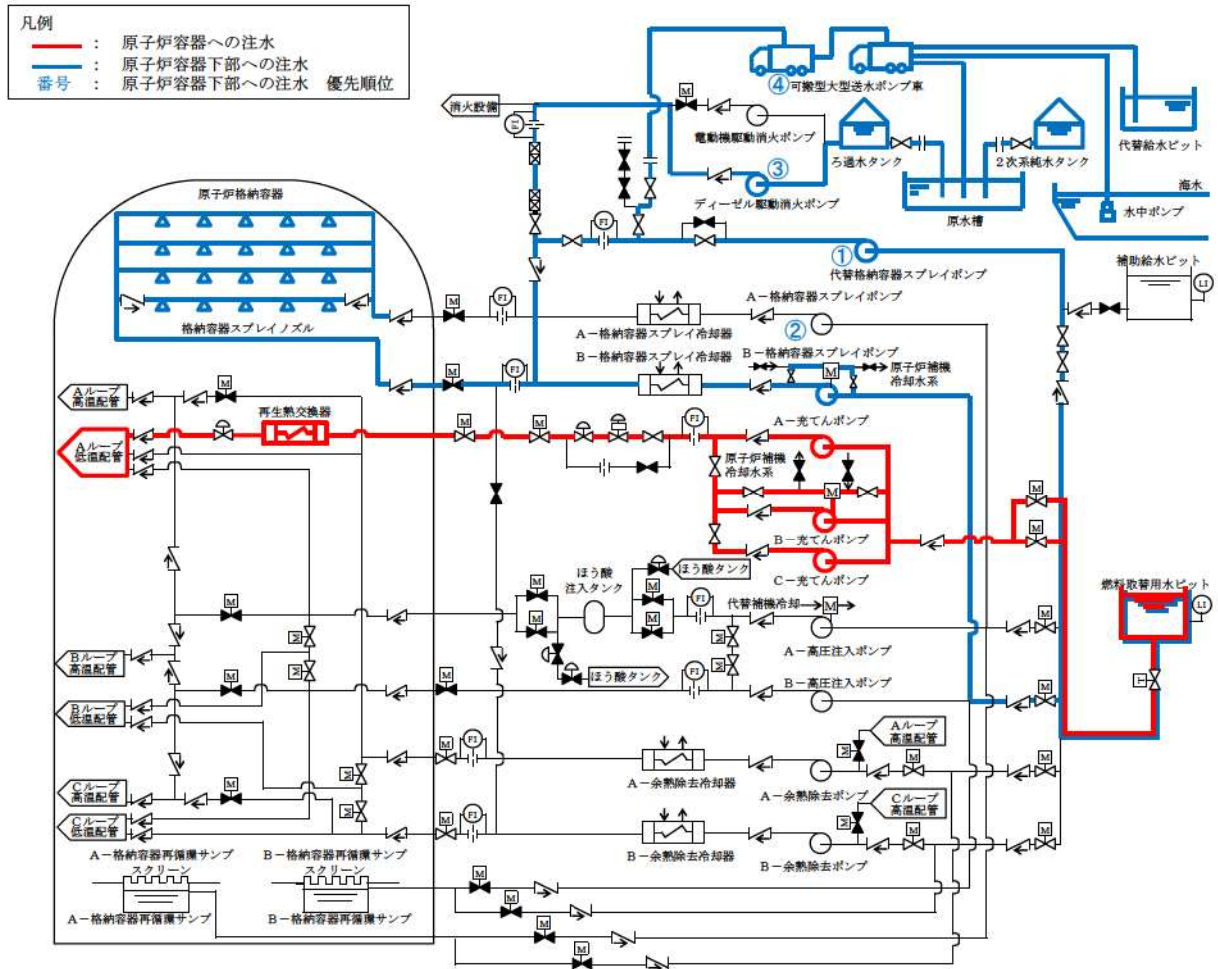 凡例
: 原子炉容器への注水
: 原子炉容器下部への注水
番号 : 原子炉容器下部への注水 優先順位
消火設備
M
FI
電動機駆動消火ポンプ
④可搬型大型送水ポンプ車
ろ過水タンク
2次系純水タンク
代替給水ピット
③
ディーゼル駆動消火ポンプ
原水槽
海水
水中ポンプ
原子炉格納容器
FI
①
代替格納容器スプレイポンプ
補助給水ピット
LI
M
FI
A-格納容器スプレイポンプ
格納容器スプレイノズル
A-格納容器スプレイ冷却器
②
B-格納容器スプレイ冷却器
B-格納容器スプレイポンプ
M
FI
M
原子炉補機
冷却水系
Aループ
高温配管
M
再生熱交換器
M
M
FI
A-充てんポンプ
Aループ
低温配管
原子炉補機
冷却水系
M
M
B-充てんポンプ
M
C-充てんポンプ
ほう酸
注入タンク
ほう酸タンク
燃料取替用水ピット
LI
M
M
M
M
M
FI
代替補機冷却
M
M
M
A-高圧注入ポンプ
M
M
Bループ
高温配管
M
ほう酸タンク
M
M
M
FI
B-高圧注入ポンプ
M
T
Bループ
低温配管
Aループ
高温配管
M
M
FI
M
M
M
A-余熱除去冷却器
A-余熱除去ポンプ
Cループ
高温配管
M
Cループ
高温配管
M
M
FI
M
M
M
Cループ
低温配管
B-余熱除去冷却器
B-余熱除去ポンプ
A-格納容器再循環サンプ
スクリーン
B-格納容器再循環サンプ
スクリーン
M
M
A-格納容器再循環サンプ
B-格納容器再循環サンプ
M
M